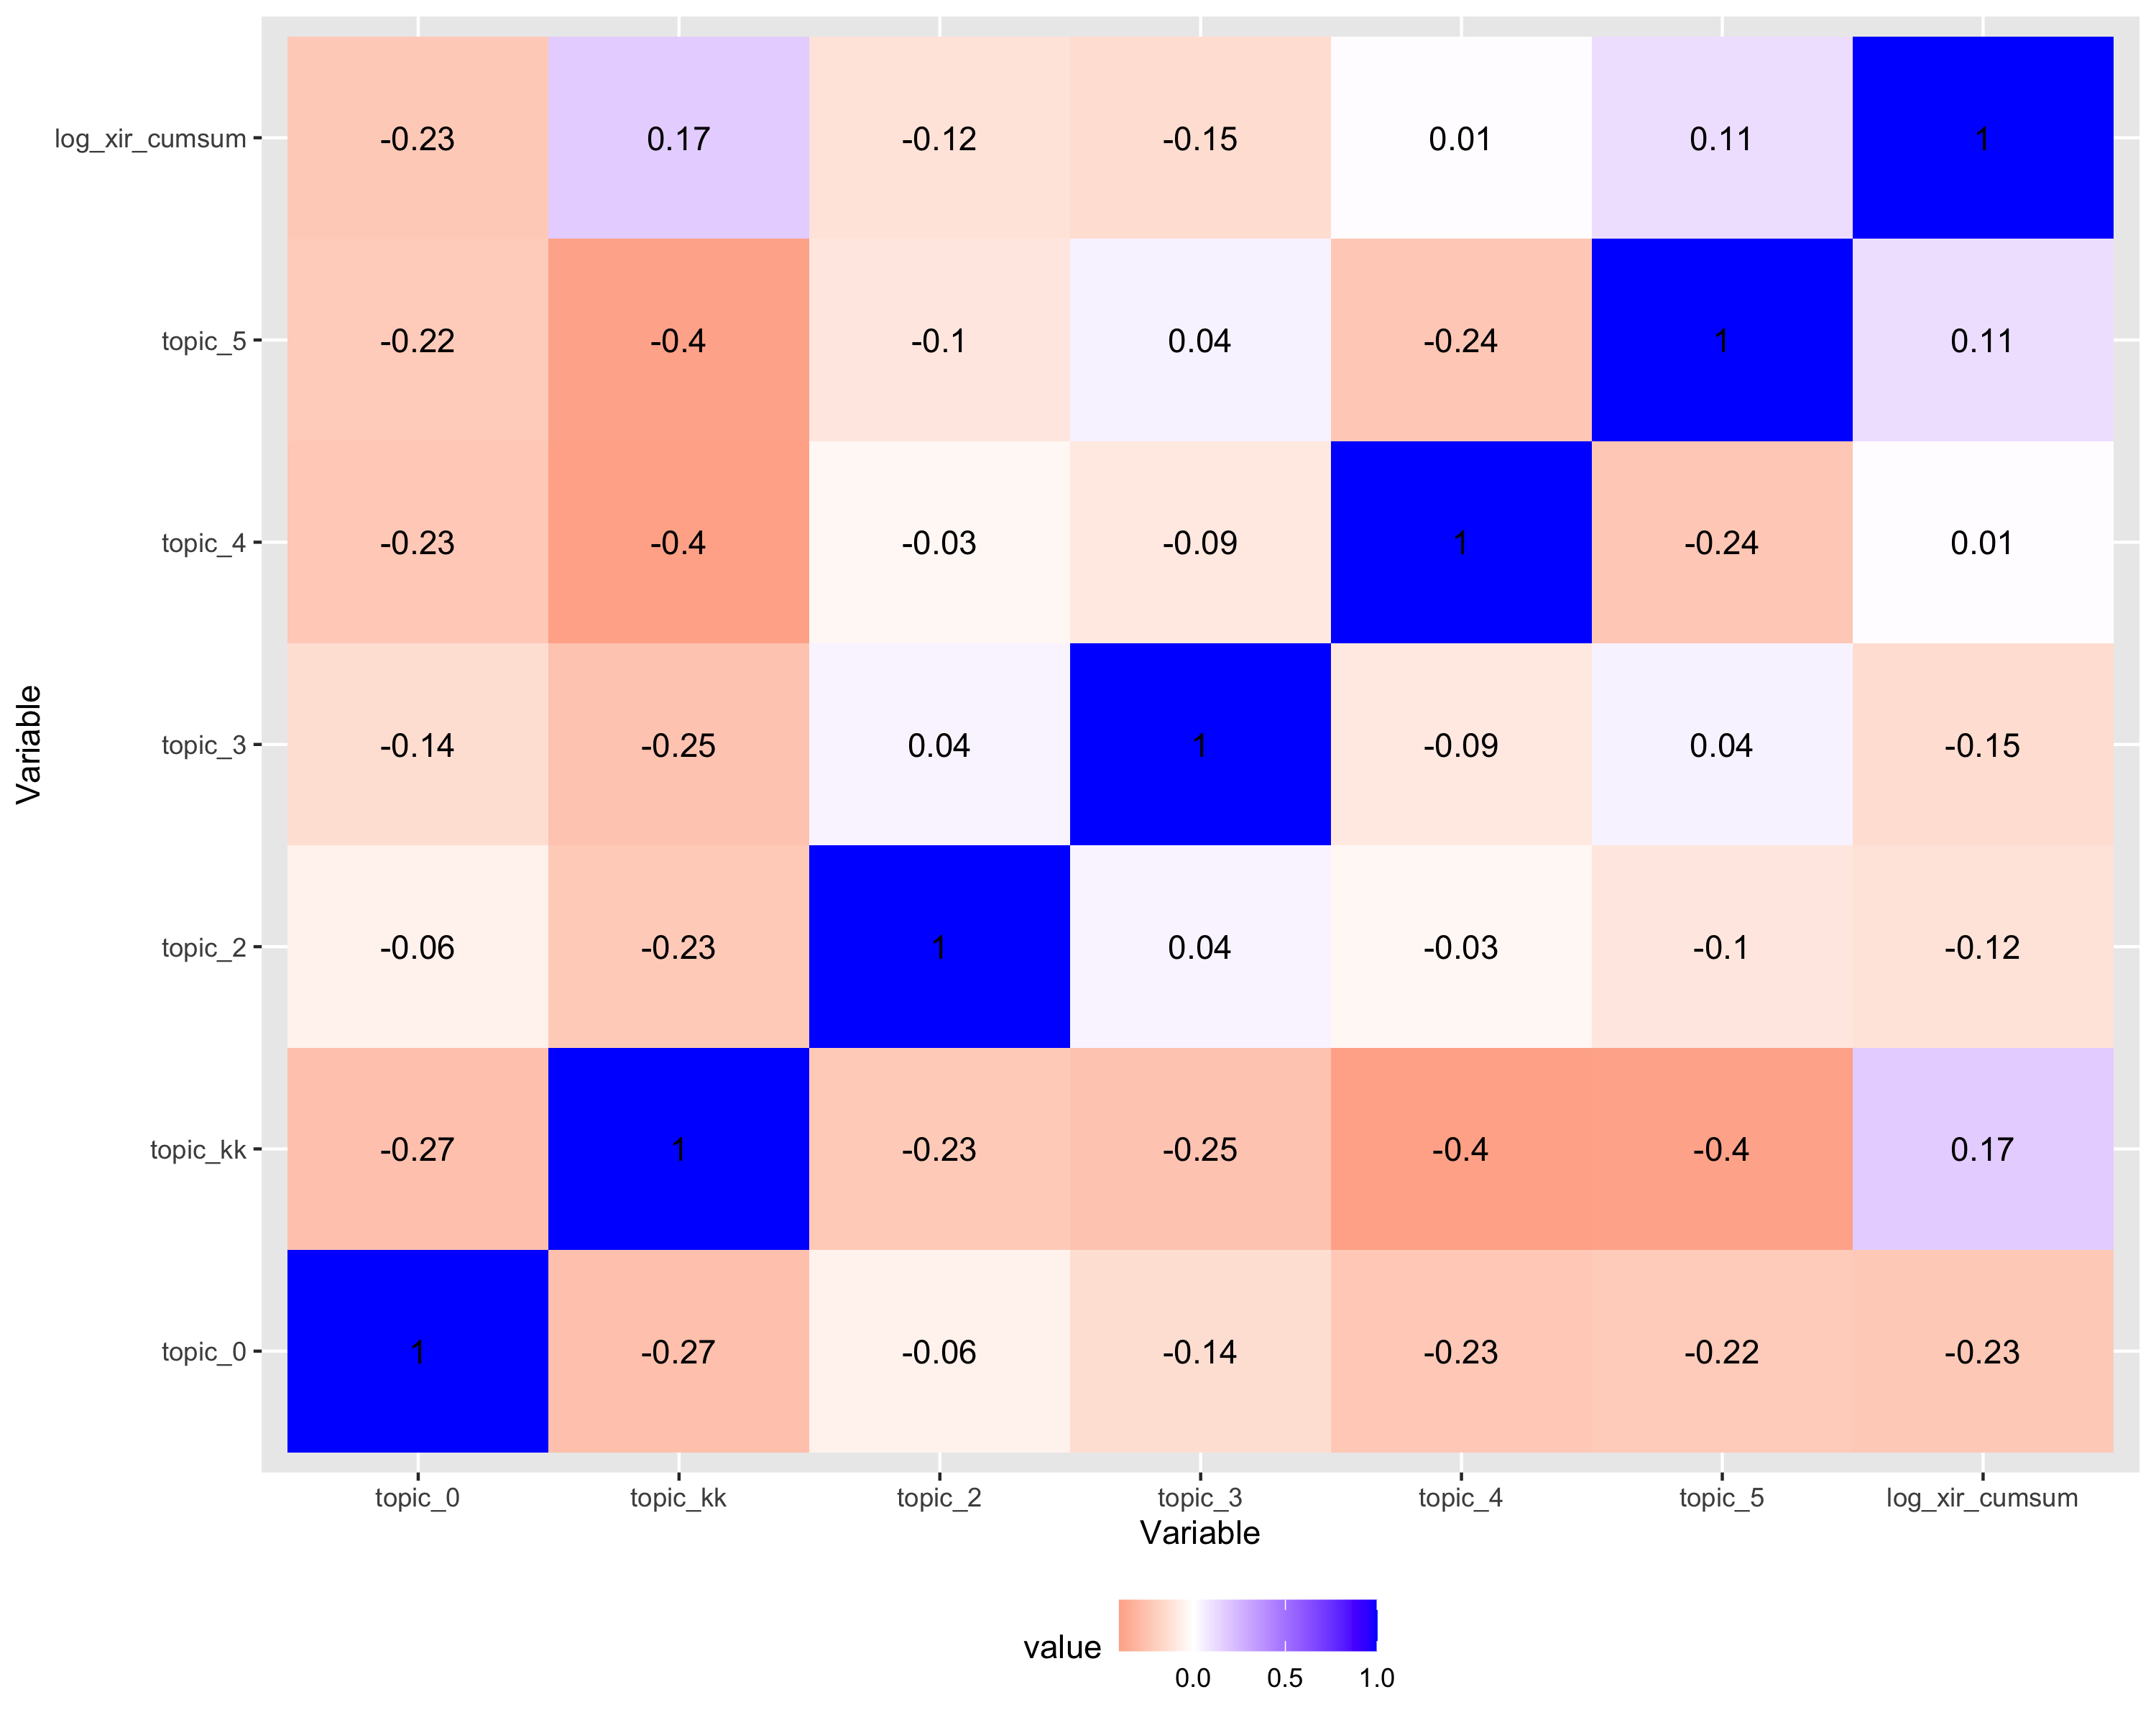 log_xir_cumsum -0.23 0.17 -0.12 -0.15 0.01 0.11 1
topic_5 -0.22 -0.4 -0.1 0.04 -0.24 1 0.11
topic_4 -0.23 -0.4 -0.03 -0.09 1 -0.24 0.01
topic_3 -0.14 -0.25 0.04 1 -0.09 0.04 -0.15
topic_2 -0.06 -0.23 1 0.04 -0.03 -0.1 -0.12
topic_kk -0.27 1 -0.23 -0.25 -0.4 -0.4 0.17
topic_0 1 -0.27 -0.06 -0.14 -0.23 -0.22 -0.23
Variable
topic_0 topic_kk topic_2 topic_3 topic_4 topic_5 log_xir_cumsum
Variable
value
0.0 0.5 1.0